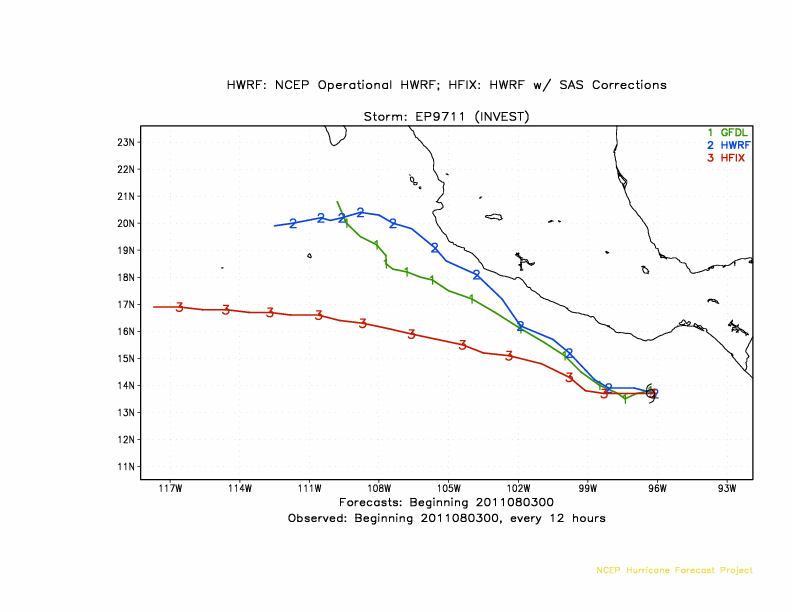 HWRF: NCEP Operational HWRF; HFIX: HWRF w/ SAS Corrections
Storm: EP9711 (INVEST)
1 GFDL
2 HWRF
3 HFIX
23N
22N
21N
20N
19N
18N
17N
16N
15N
14N
13N
12N
11N
117W 114W 111W 108W 105W 102W 99W 96W 93W
Forecasts: Beginning 2011080300
Observed: Beginning 2011080300, every 12 hours
NCEP Hurricane Forecast Project